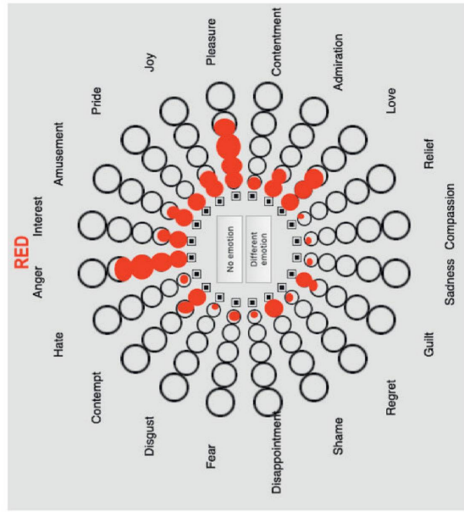 RED
Anger
Interest
Amusement
Pride
Joy
Pleasure
Contentment
Admiration
Love
Relief
Compassion
Sadness
Guilt
Regret
Shame
Disappointment
Fear
Disgust
Contempt
Hate
No emotion
Different
emotion